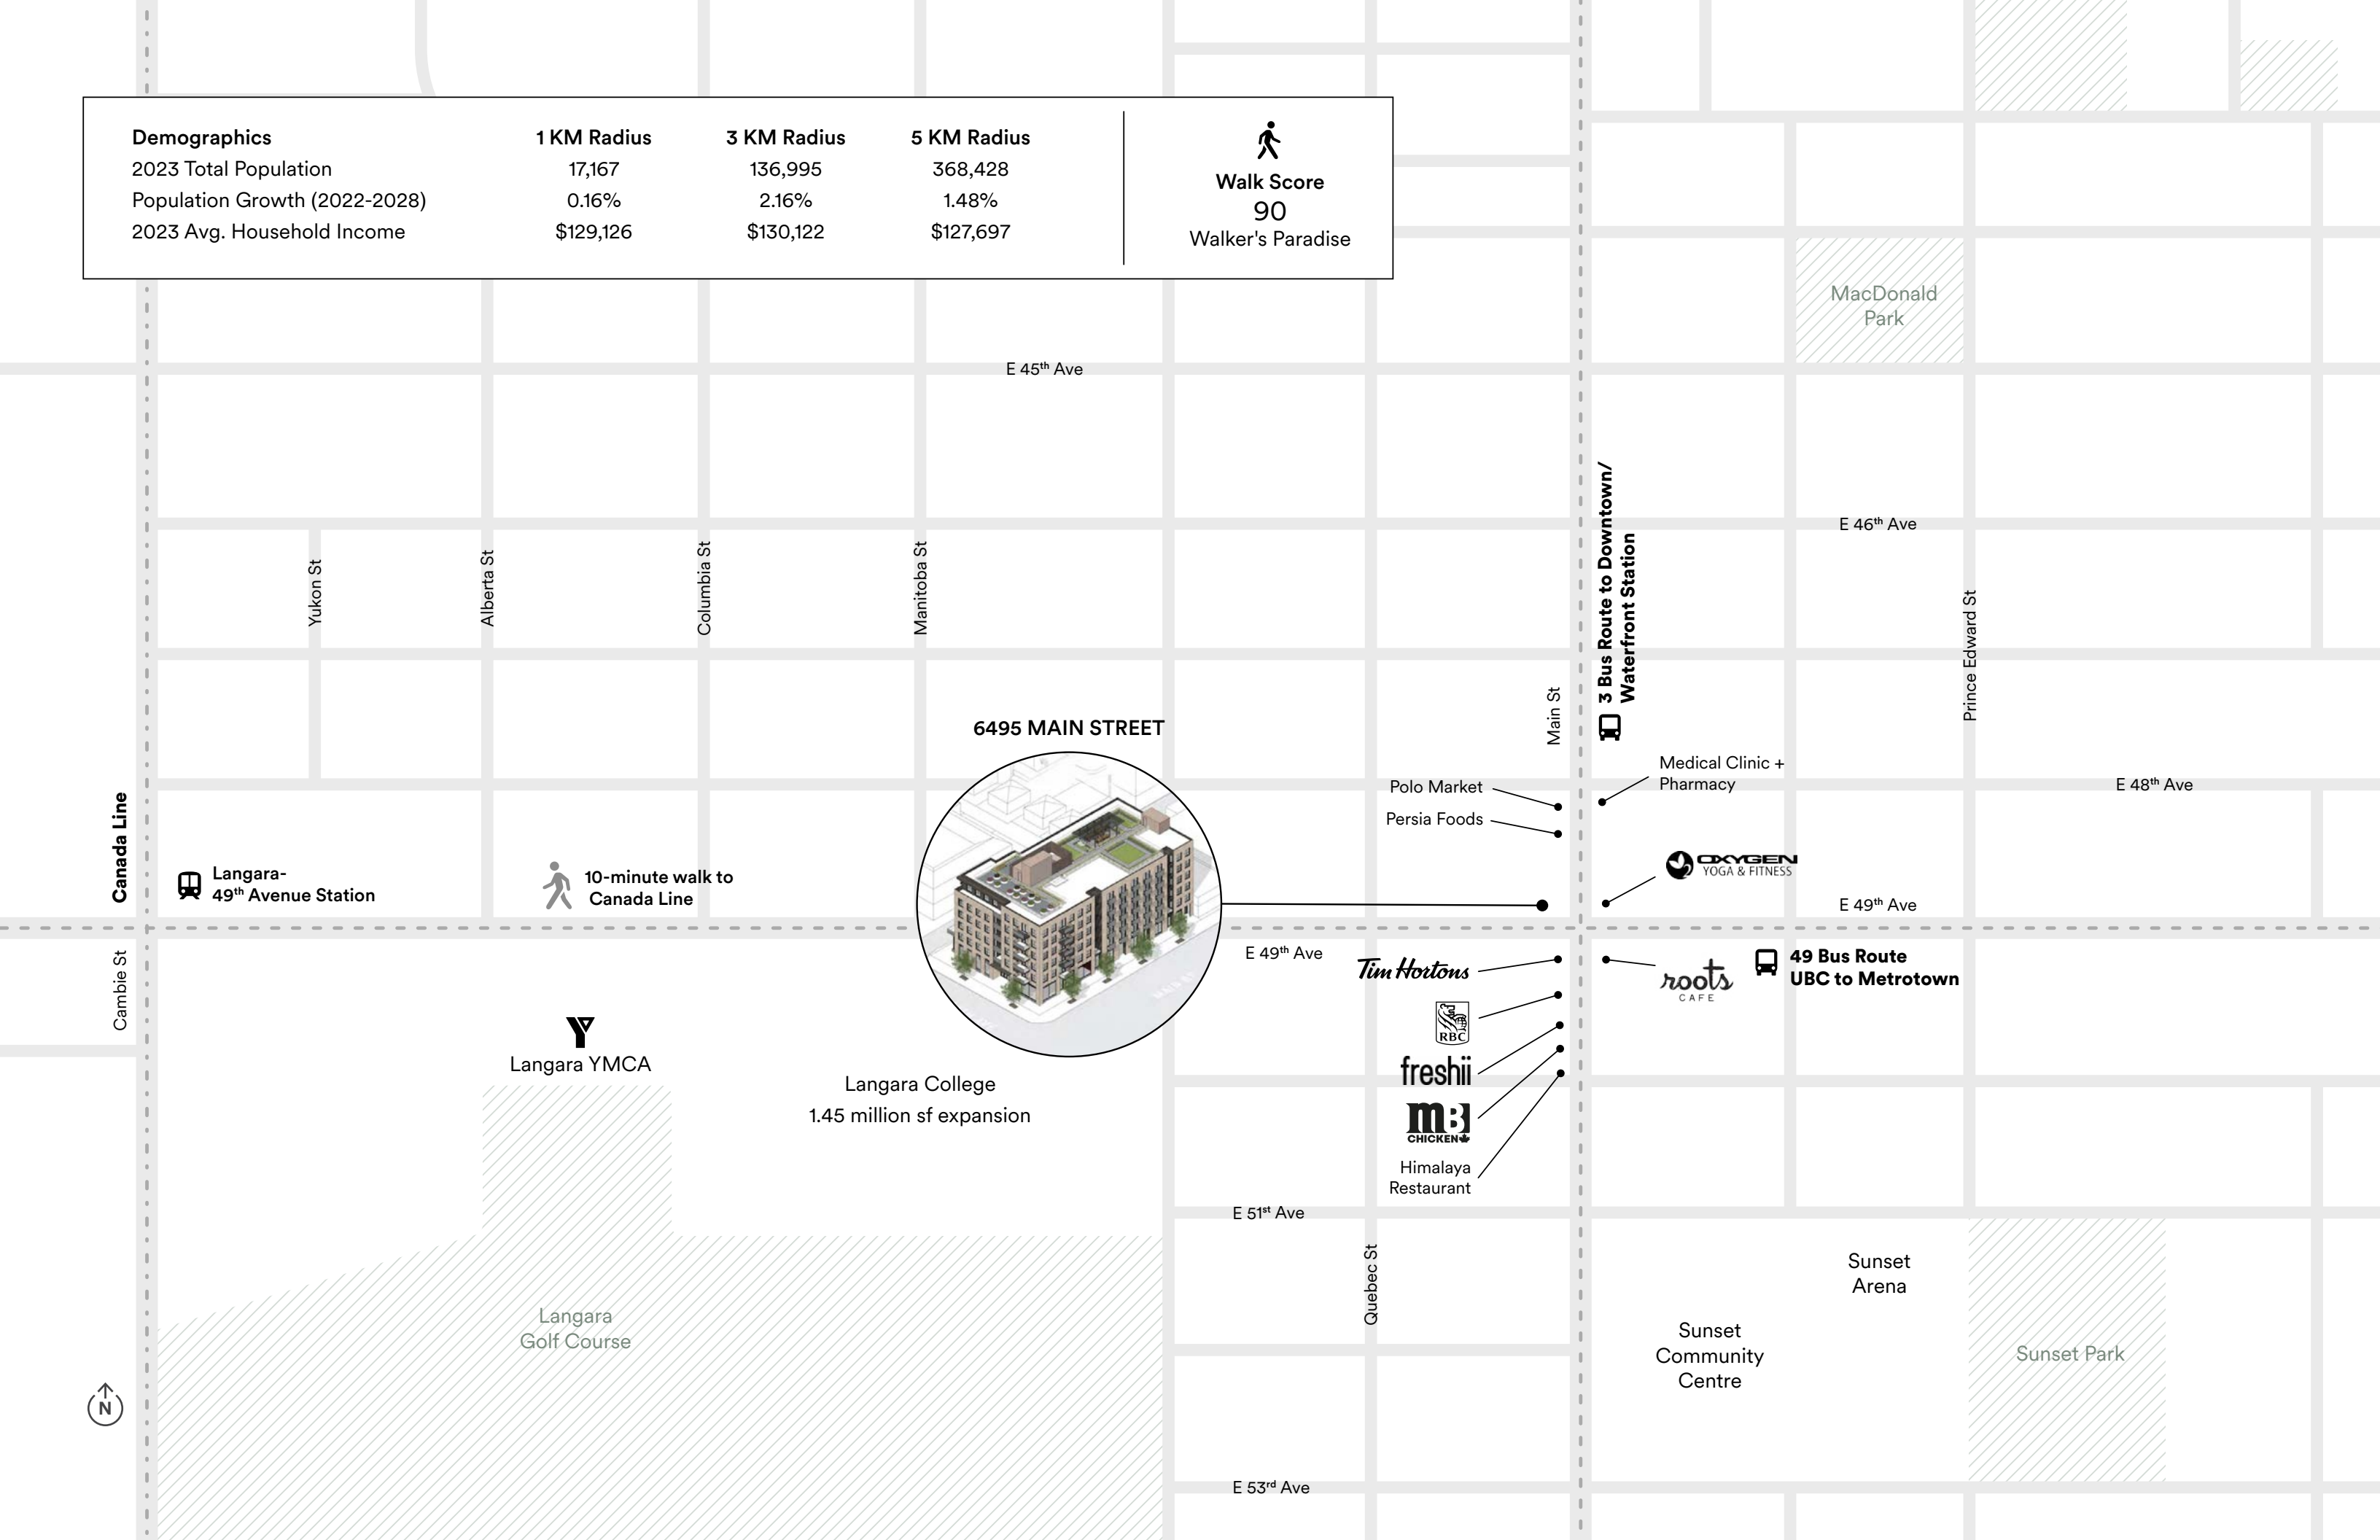 Demographics 1 KM Radius 3 KM Radius 5 KM Radius
2023 Total Population 17,167 136,995 368,428
Population Growth (2022-2028) 0.16% 2.16% 1.48%
2023 Avg. Household Income $129,126 $130,122 $127,697
Walk Score
90
Walker's Paradise
MacDonald
Park
E 45th Ave
E 46th Ave
Yukon St
Alberta St
Columbia St
Manitoba St
3 Bus Route to Downtown/
Waterfront Station
Main St
Prince Edward St
6495 MAIN STREET
Medical Clinic +
Pharmacy
Polo Market
Persia Foods
E 48th Ave
Canada Line
Langara-
49th Avenue Station
10-minute walk to
Canada Line
OXYGEN
YOGA & FITNESS
E 49th Ave
E 49th Ave
Cambie St
Tim Hortons
roots
CAFE
49 Bus Route
UBC to Metrotown
RBC
Langara YMCA
freshii
Langara College
1.45 million sf expansion
mB
CHICKEN
Himalaya
Restaurant
E 51st Ave
Quebec St
Sunset
Arena
Langara
Golf Course
Sunset
Community
Centre
Sunset Park
N
E 53rd Ave